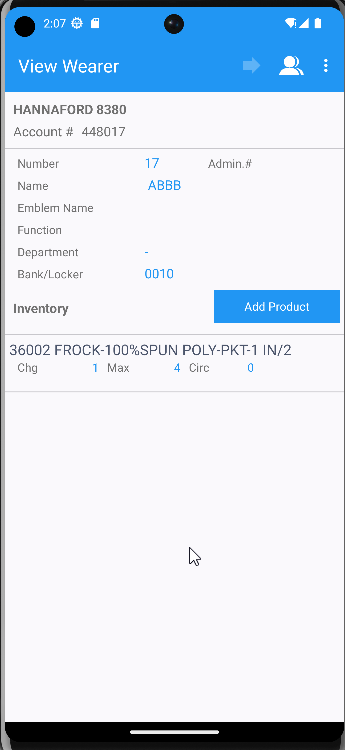 2:07
View Wearer
HANNAFORD 8380
Account # 448017
Number 17 Admin.#
Name ABBB
Emblem Name
Function
Department -
Bank/Locker 0010
Inventory Add Product
36002 FROCK-100%SPUN POLY-PKT-1 IN/2
Chg 1 Max 4 Circ 0